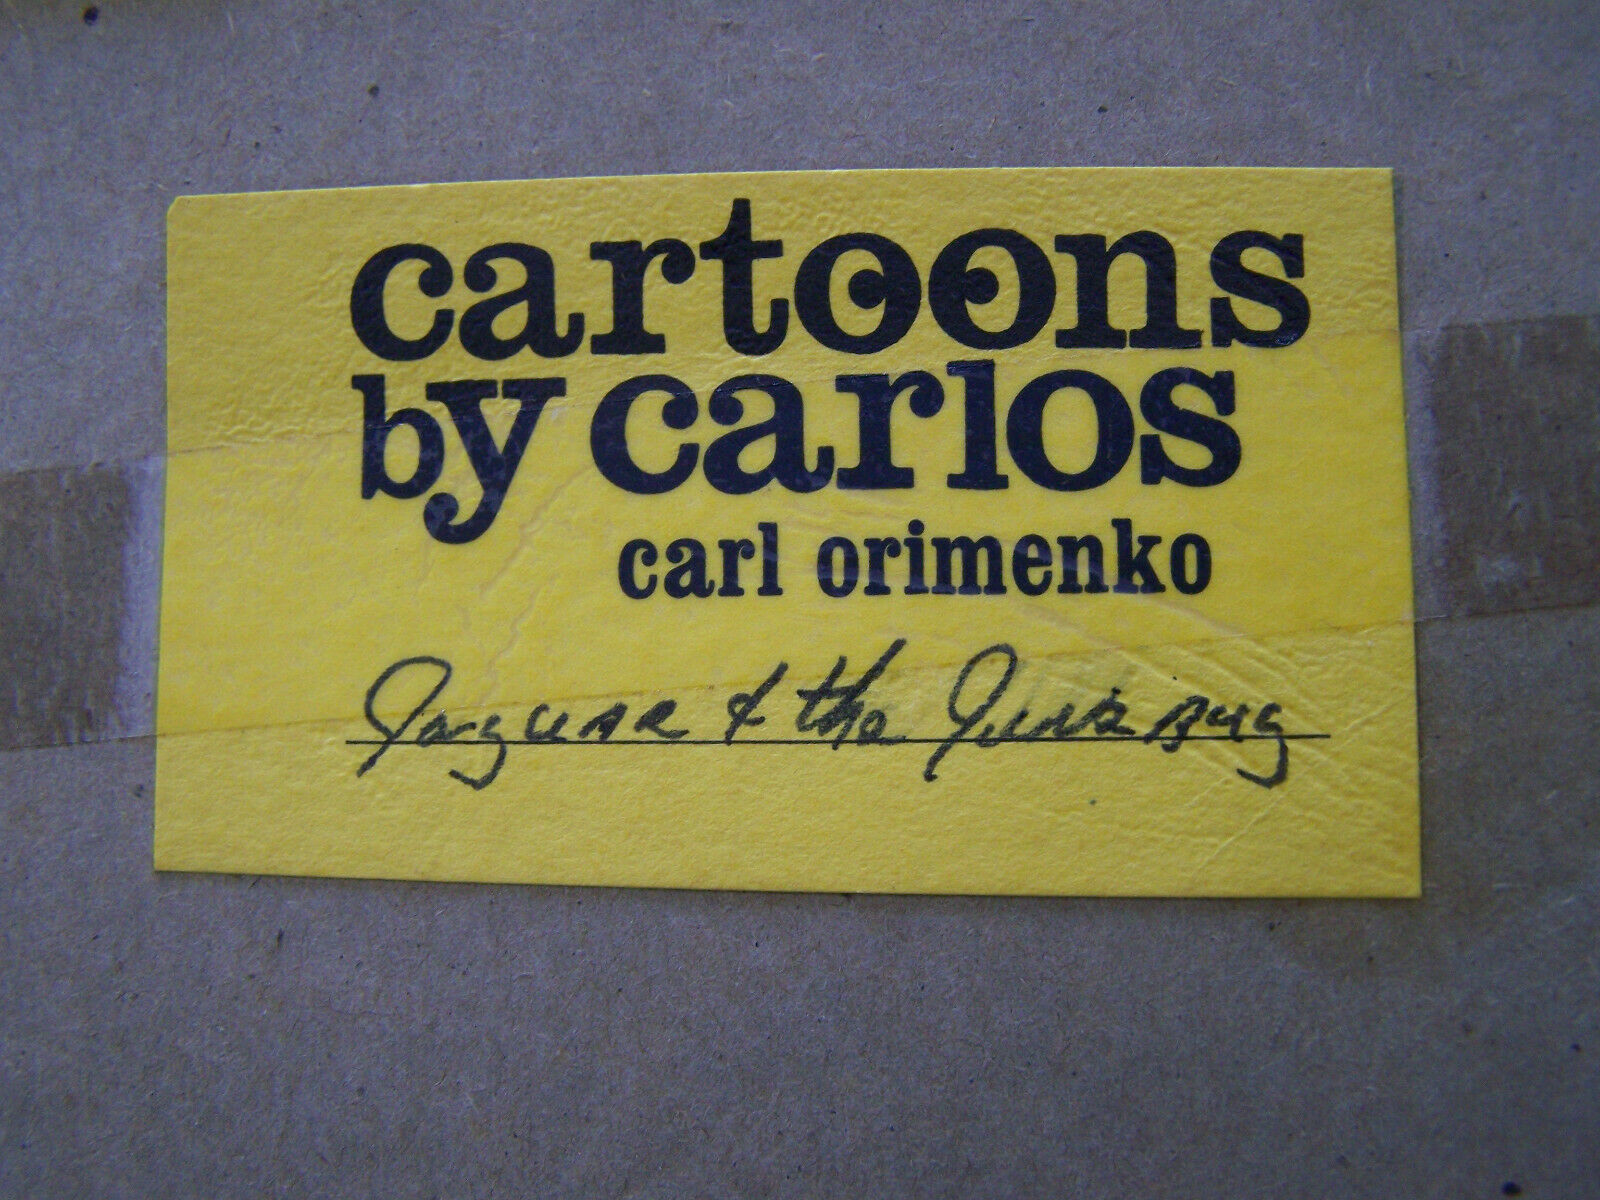 cartoons
by carlos
carl orimenko
Jaguar & the Junk Bug